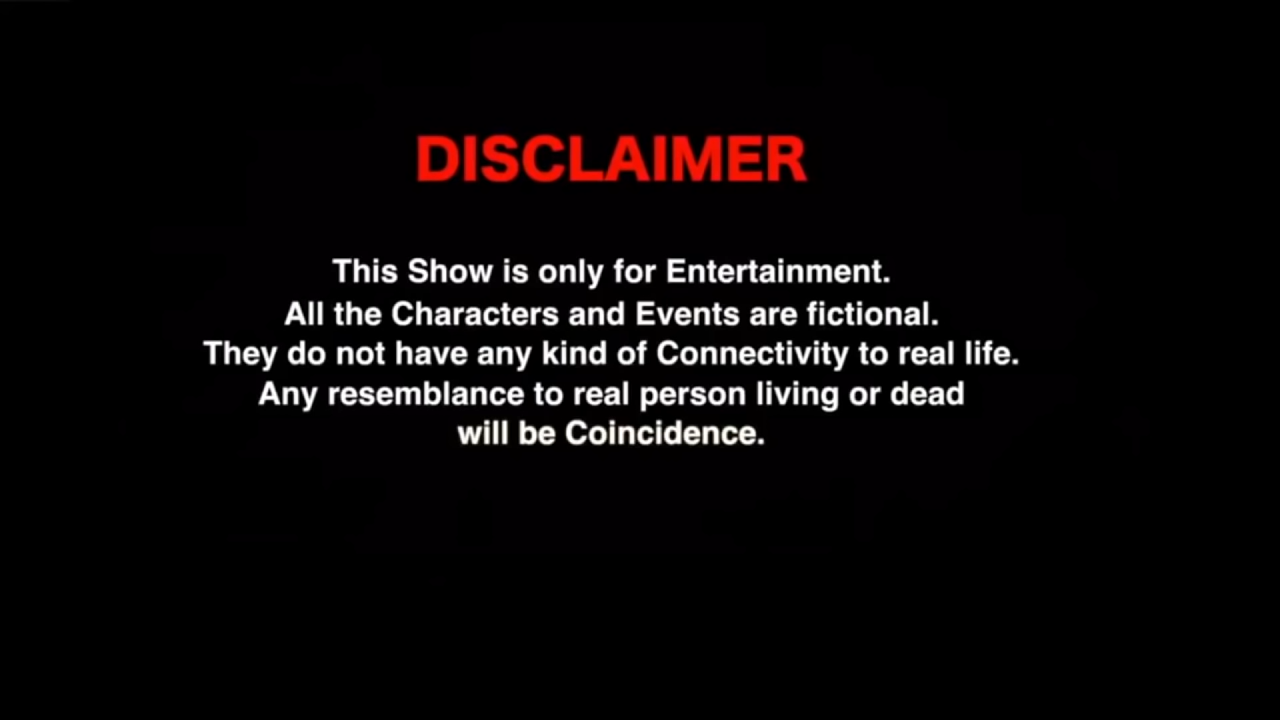 DISCLAIMER
This Show is only for Entertainment.
All the Characters and Events are fictional.
They do not have any kind of Connectivity to real life.
Any resemblance to real person living or dead
will be Coincidence.